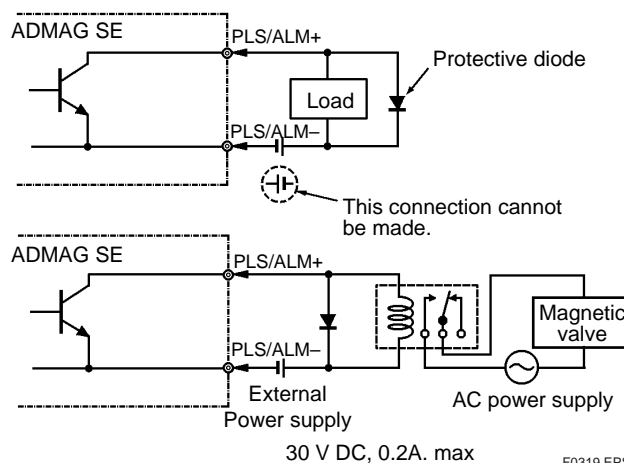 ADMAG SE
PLS/ALM+
Protective diode
Load
PLS/ALM–
This connection cannot
be made.
ADMAG SE
PLS/ALM+
Magnetic
valve
PLS/ALM–
External
Power supply
AC power supply
30 V DC, 0.2A. max